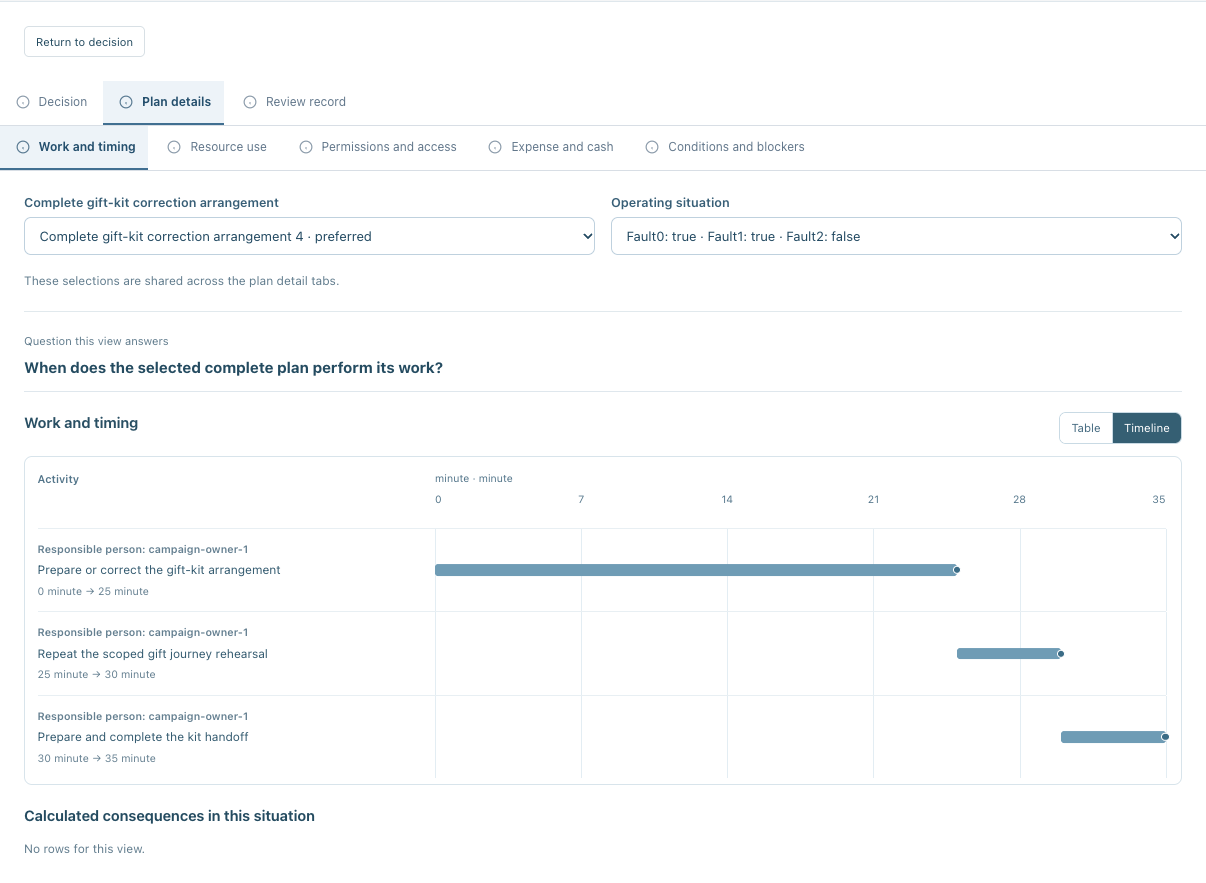 Return to decision
Decision
Plan details
Review record
Work and timing
Resource use
Permissions and access
Expense and cash
Conditions and blockers
Complete gift-kit correction arrangement
Operating situation
Complete gift-kit correction arrangement 4 · preferred
Fault0: true · Fault1: true · Fault2: false
These selections are shared across the plan detail tabs.
Question this view answers
When does the selected complete plan perform its work?
Work and timing
Table
Timeline
Activity
minute · minute
0 7 14 21 28 35
Responsible person: campaign-owner-1
Prepare or correct the gift-kit arrangement
0 minute → 25 minute
Responsible person: campaign-owner-1
Repeat the scoped gift journey rehearsal
25 minute → 30 minute
Responsible person: campaign-owner-1
Prepare and complete the kit handoff
30 minute → 35 minute
Calculated consequences in this situation
No rows for this view.